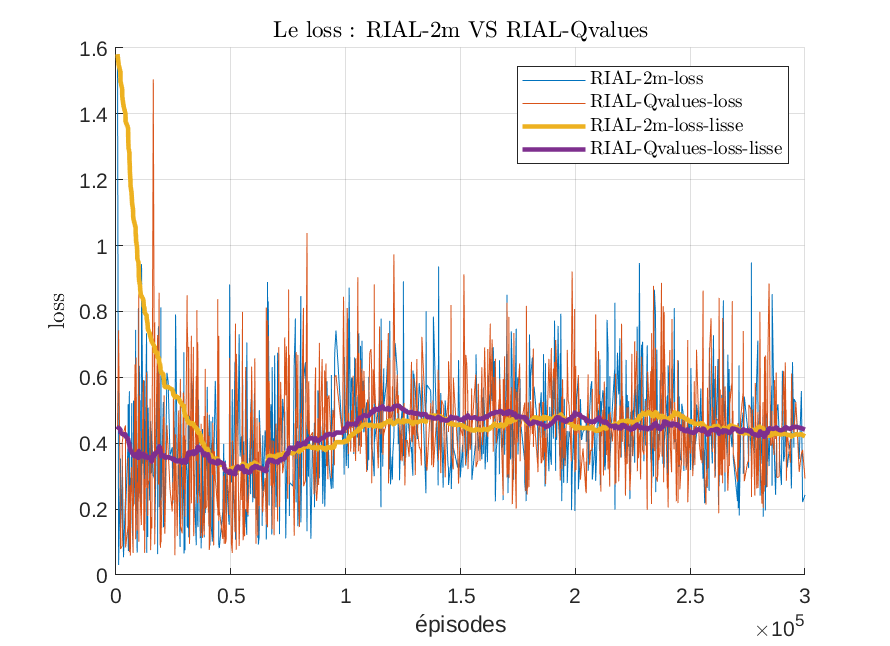 Le loss : RIAL-2m VS RIAL-Qvalues
RIAL-2m-loss
RIAL-Qvalues-loss
RIAL-2m-loss-lisse
RIAL-Qvalues-loss-lisse
loss
1.6
1.4
1.2
1
0.8
0.6
0.4
0.2
0
0 0.5 1 1.5 2 2.5 3
épisodes
×10⁵